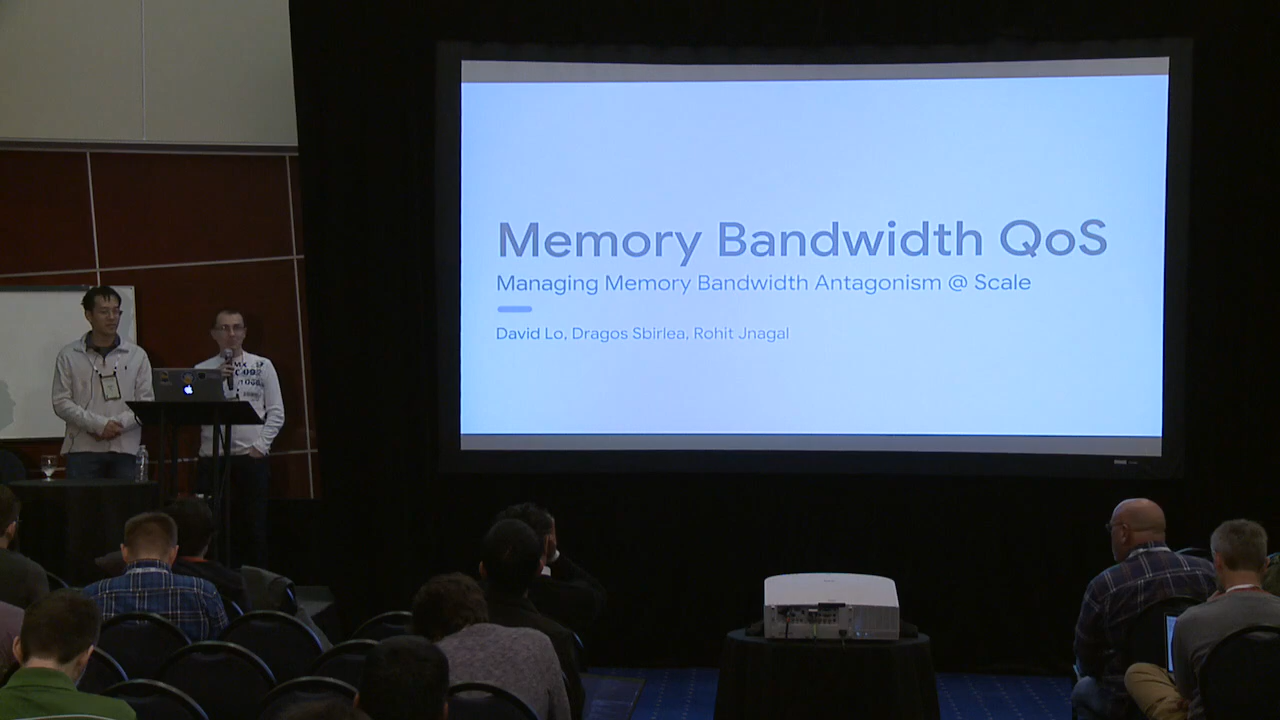 Memory Bandwidth QoS
Managing Memory Bandwidth Antagonism @ Scale
David Lo, Dragos Sbirlea, Rohit Jnagal